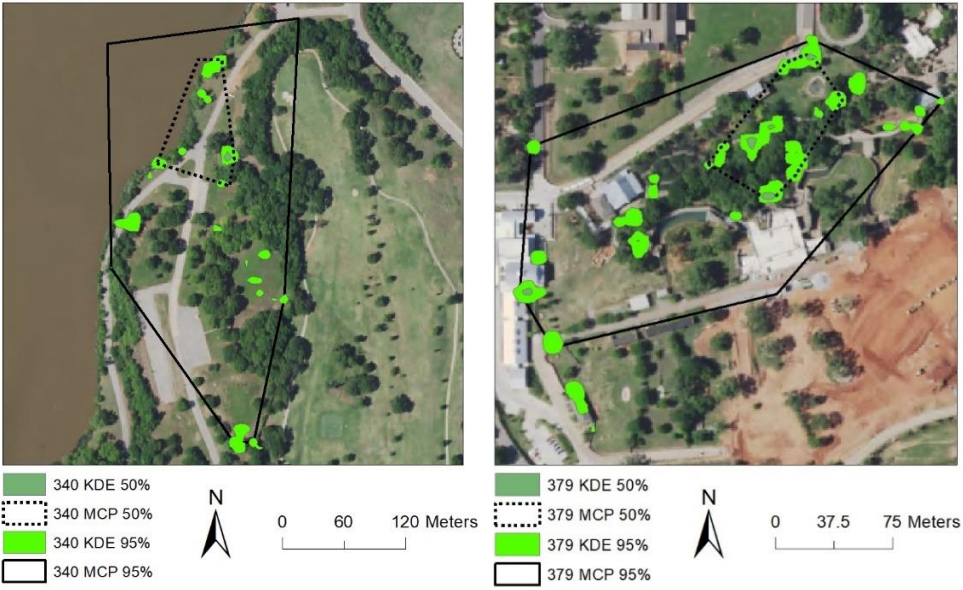 340 KDE 50%
340 MCP 50%
340 KDE 95%
340 MCP 95%
N
0 60 120 Meters
379 KDE 50%
379 MCP 50%
379 KDE 95%
379 MCP 95%
N
0 37.5 75 Meters